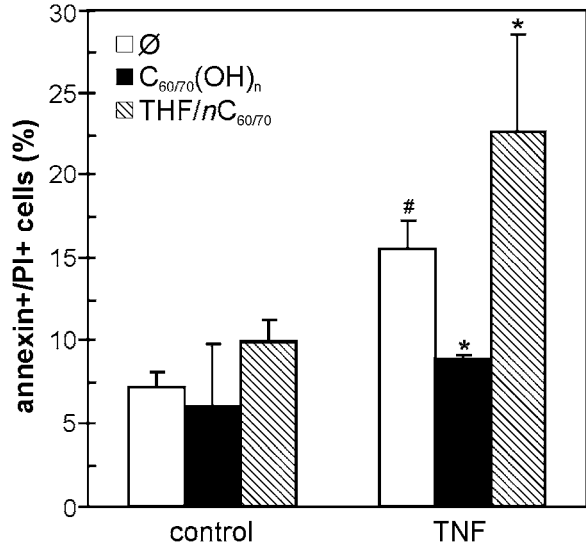 30
25
20
15
10
5
0
annexin+/PI+ cells (%)
Ø
C60/70(OH)n
THF/nC60/70
#
*
*
control
TNF